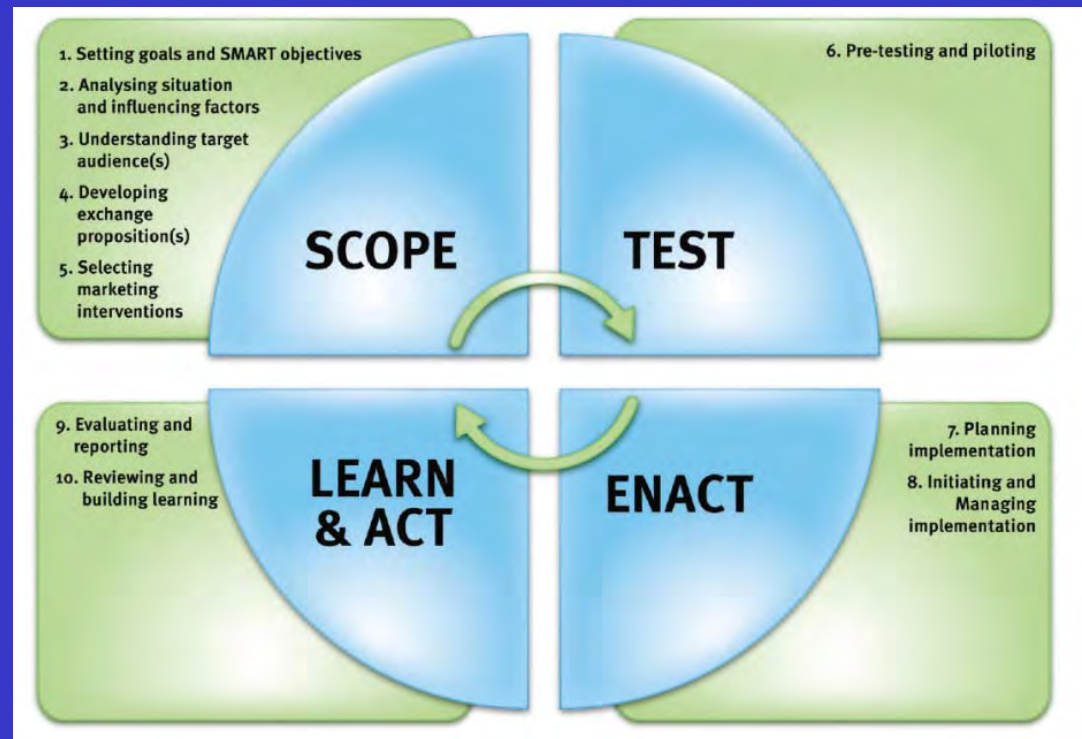 1. Setting goals and SMART objectives
2. Analysing situation
and influencing factors
3. Understanding target
audience(s)
4. Developing
exchange
proposition(s)
5. Selecting
marketing
interventions
SCOPE
6. Pre-testing and piloting
TEST
9. Evaluating and
reporting
10. Reviewing and
building learning
LEARN
& ACT
7. Planning
implementation
8. Initiating and
Managing
implementation
ENACT